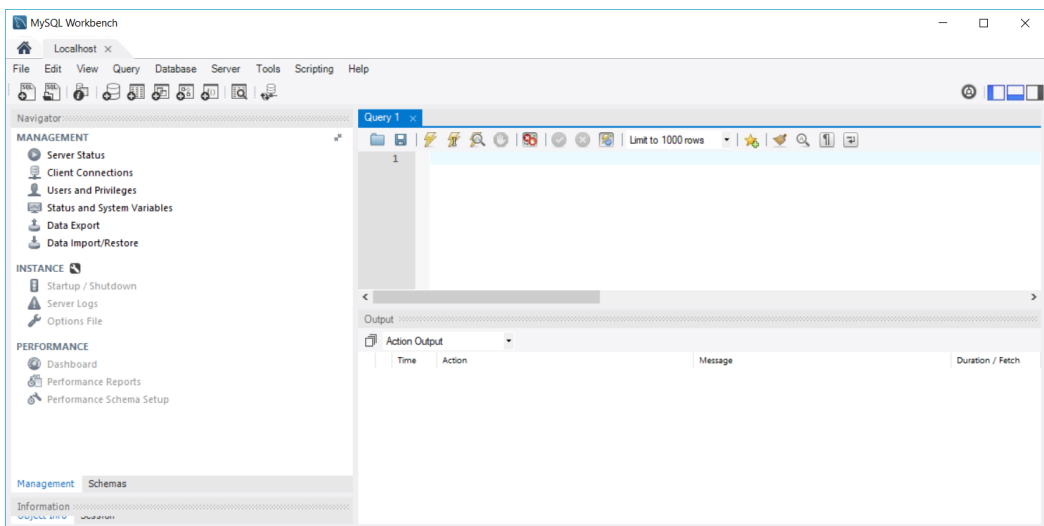 MySQL Workbench
Localhost
File Edit View Query Database Server Tools Scripting Help
Navigator
MANAGEMENT
Server Status
Client Connections
Users and Privileges
Status and System Variables
Data Export
Data Import/Restore
INSTANCE
Startup / Shutdown
Server Logs
Options File
PERFORMANCE
Dashboard
Performance Reports
Performance Schema Setup
Management Schemas
Information
Object Info Session
Query 1
Limit to 1000 rows
1
Output
Action Output
Time Action Message Duration / Fetch